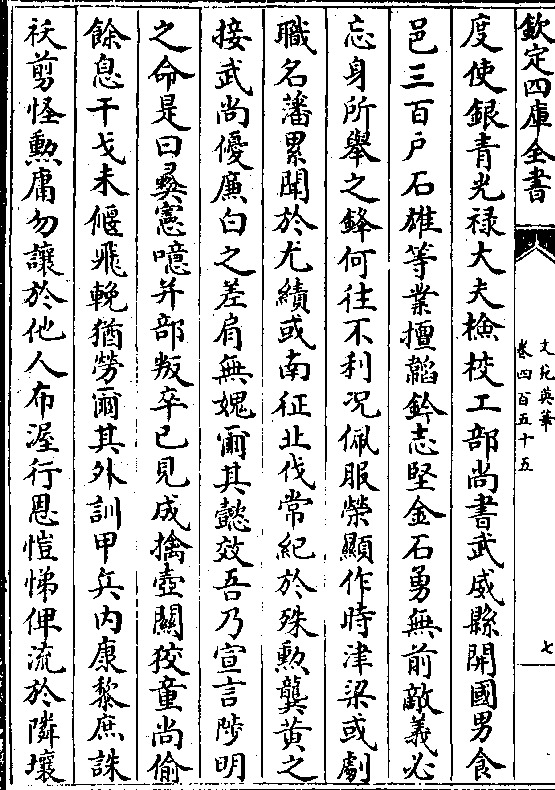 欽定四庫全書
文苑英華
卷四百五十五
七
度使銀青光禄大夫檢校工部尚書武威縣開國男食
邑三百戸石雄等業擅韜鈐志堅金石勇無前敵義必
忘身所舉之鋒何往不利况佩服榮顯作時津梁或劇
職名藩累聞於尤績或南征北伐常紀於殊勲龔黄之
接武尚優廉白之差肩無媿爾其懿效吾乃宣言陟明
之命是曰彞憲噫并部叛卒已見成擒壺關狡童尚偷
餘息干戈未偃飛輓猶勞爾其外訓甲兵内康黎庶誅
祅剪怪勲庸勿讓於他人布渥行恩愷悌俾流於隣壤